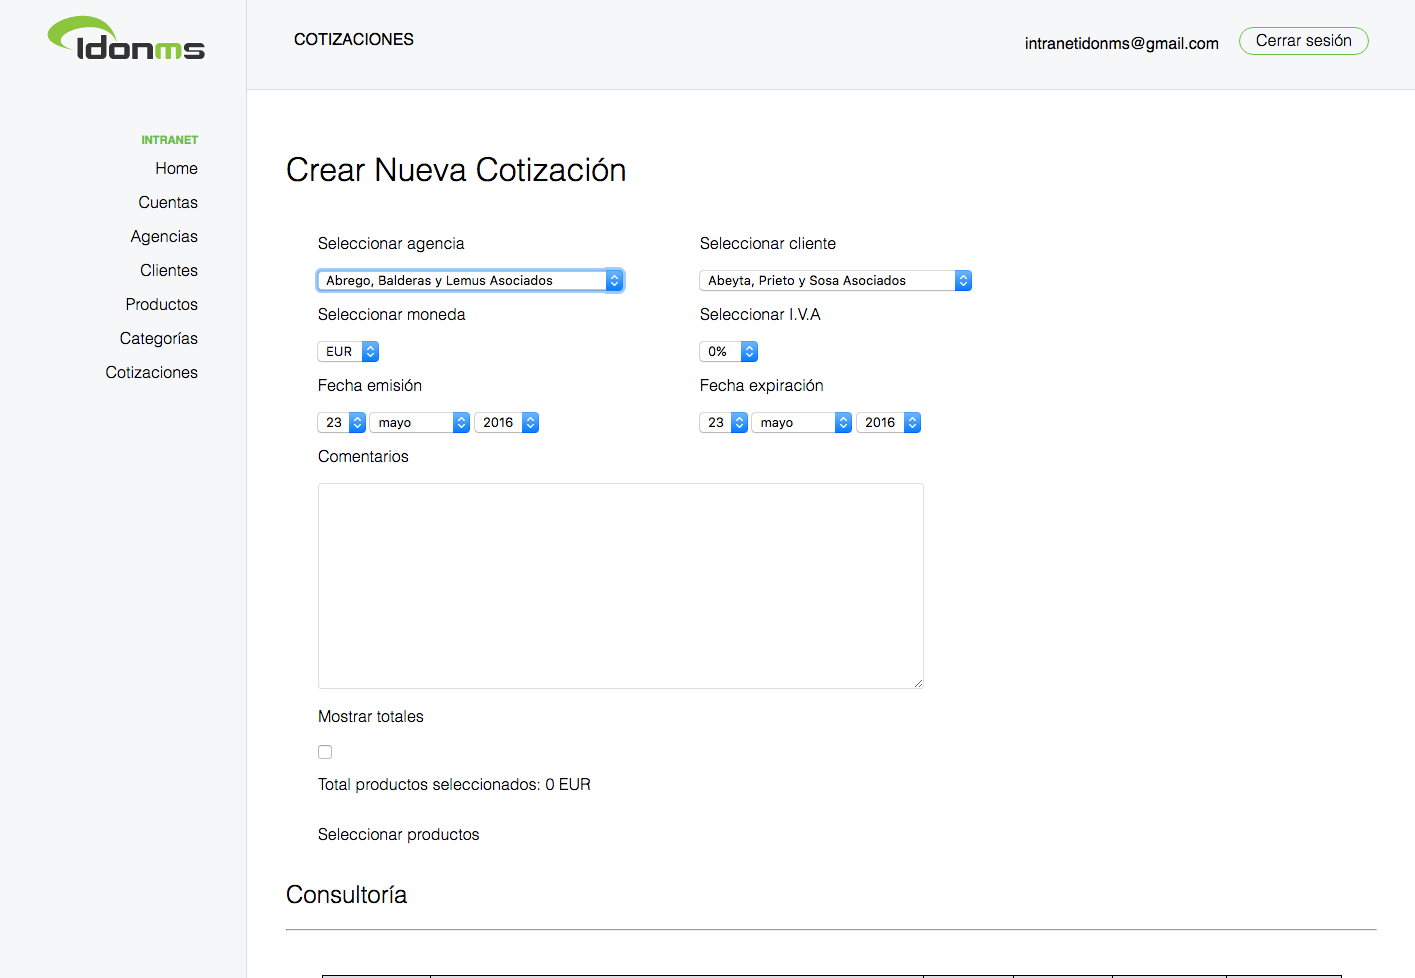 Idonms
COTIZACIONES
intranetidonms@gmail.com
Cerrar sesión
INTRANET
Home
Cuentas
Agencias
Clientes
Productos
Categorías
Cotizaciones
Crear Nueva Cotización
Seleccionar agencia
Seleccionar cliente
Abrego, Balderas y Lemus Asociados
Abeyta, Prieto y Sosa Asociados
Seleccionar moneda
Seleccionar I.V.A
EUR
0%
Fecha emisión
Fecha expiración
23 mayo 2016
23 mayo 2016
Comentarios
Mostrar totales
Total productos seleccionados: 0 EUR
Seleccionar productos
Consultoría